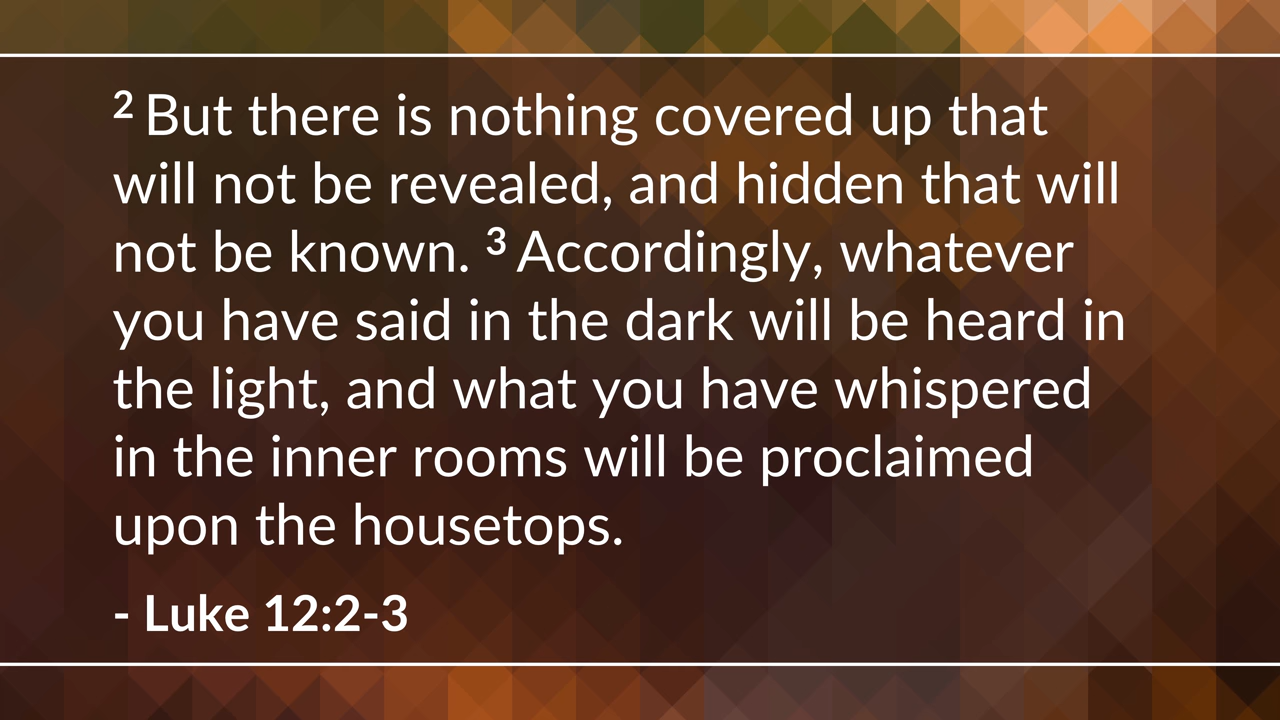 2 But there is nothing covered up that
will not be revealed, and hidden that will
not be known. 3 Accordingly, whatever
you have said in the dark will be heard in
the light, and what you have whispered
in the inner rooms will be proclaimed
upon the housetops.
- Luke 12:2-3